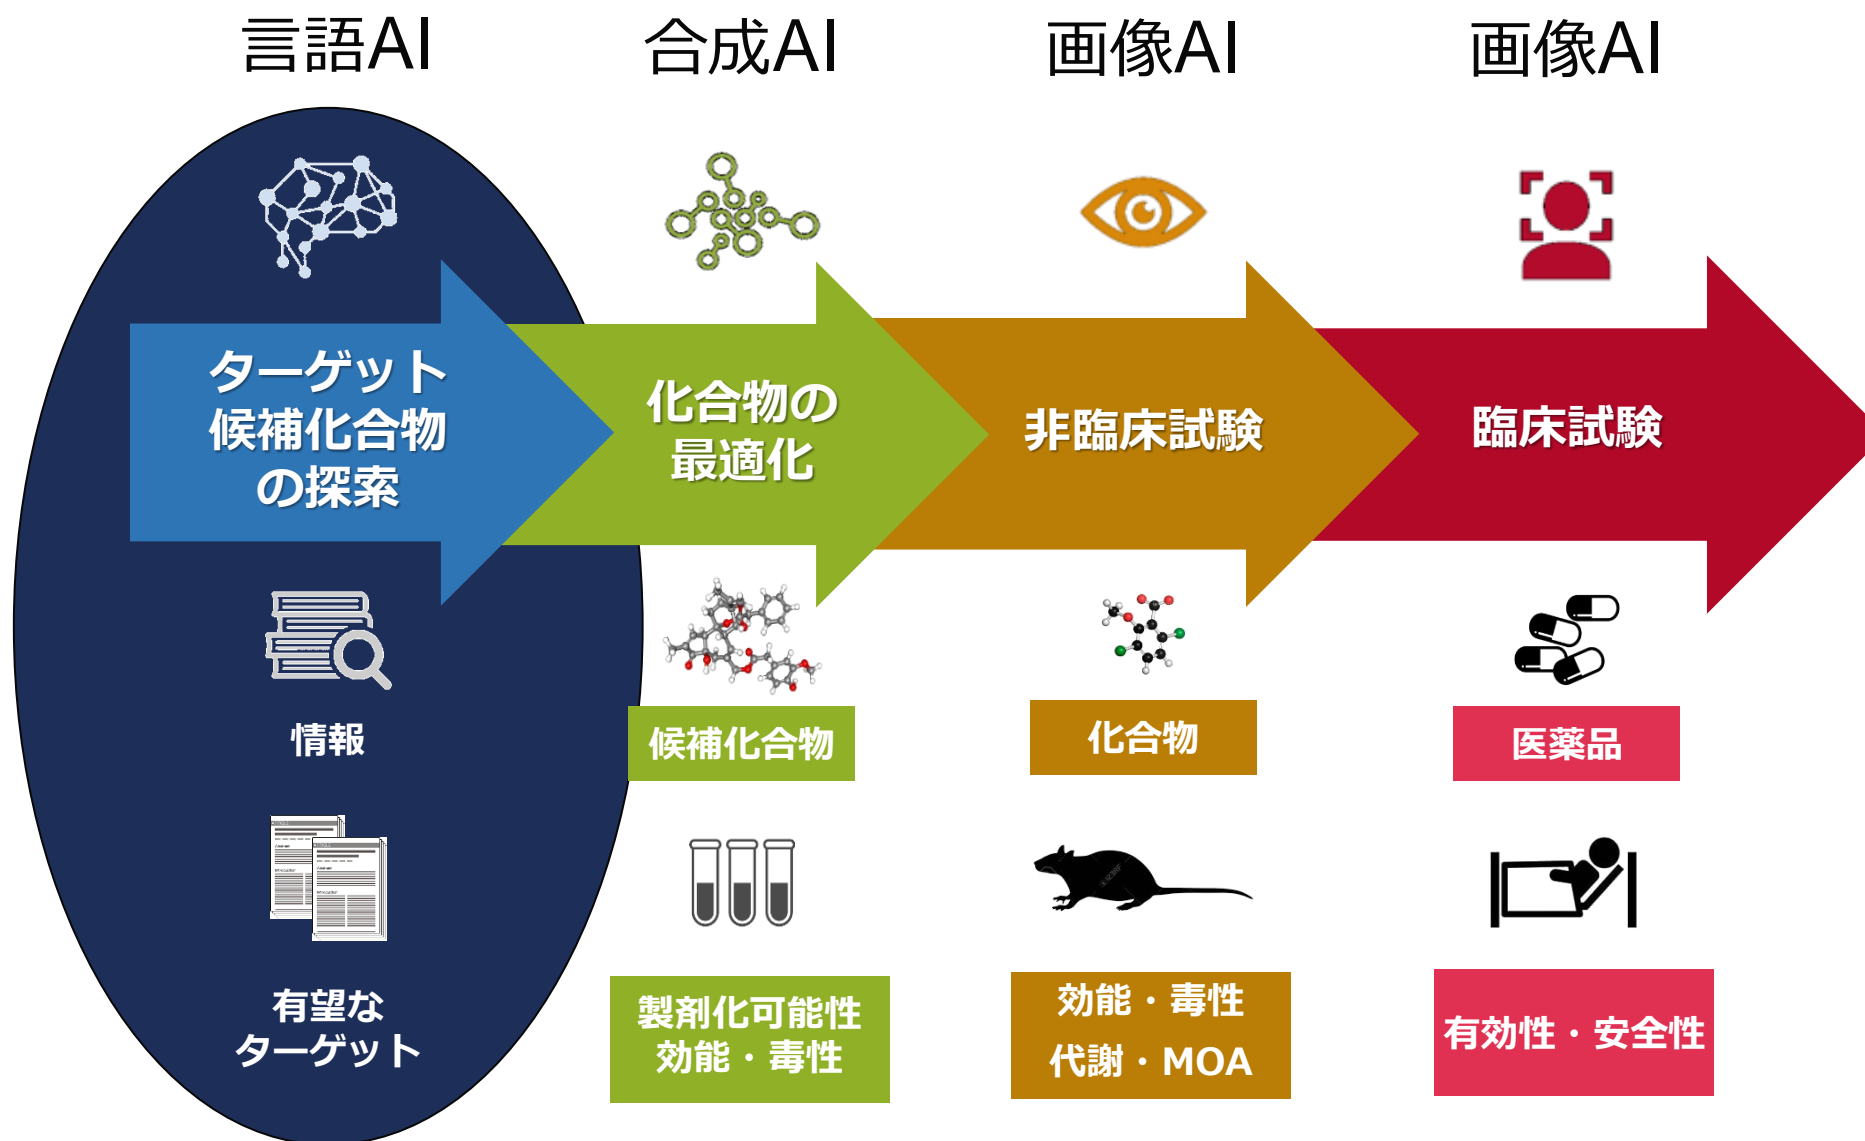 言語AI
合成AI
画像AI
画像AI
ターゲット
候補化合物
の探索
化合物の
最適化
非臨床試験
臨床試験
情報
候補化合物
化合物
医薬品
有望な
ターゲット
製剤化可能性
効能・毒性
効能・毒性
代謝・MOA
有効性・安全性